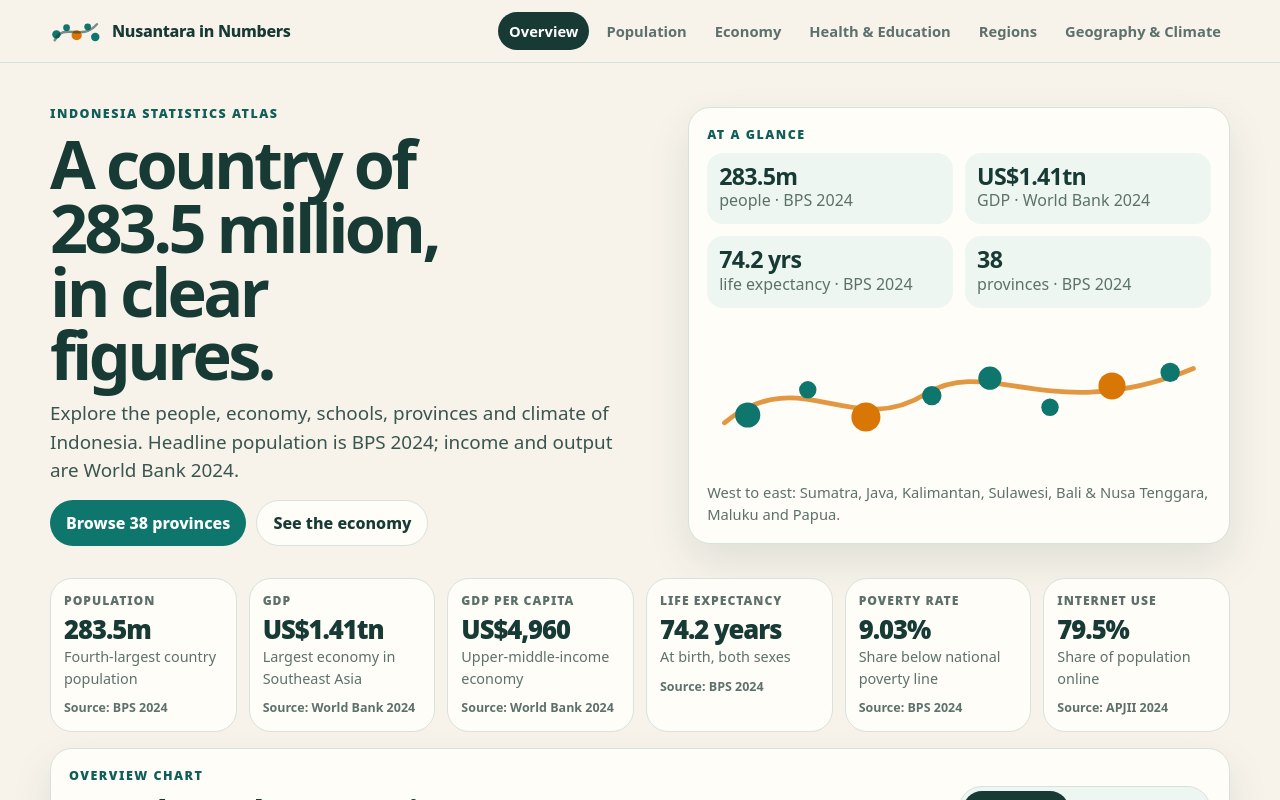 Nusantara in Numbers
Overview
Population
Economy
Health & Education
Regions
Geography & Climate
INDONESIA STATISTICS ATLAS
A country of
283.5 million,
in clear
figures.
Explore the people, economy, schools, provinces and climate of
Indonesia. Headline population is BPS 2024; income and output
are World Bank 2024.
Browse 38 provinces
See the economy
AT A GLANCE
283.5m
people · BPS 2024
US$1.41tn
GDP · World Bank 2024
74.2 yrs
life expectancy · BPS 2024
38
provinces · BPS 2024
West to east: Sumatra, Java, Kalimantan, Sulawesi, Bali & Nusa Tenggara,
Maluku and Papua.
POPULATION
283.5m
Fourth-largest country
population
Source: BPS 2024
GDP
US$1.41tn
Largest economy in
Southeast Asia
Source: World Bank 2024
GDP PER CAPITA
US$4,960
Upper-middle-income
economy
Source: World Bank 2024
LIFE EXPECTANCY
74.2 years
At birth, both sexes
Source: BPS 2024
POVERTY RATE
9.03%
Share below national
poverty line
Source: BPS 2024
INTERNET USE
79.5%
Share of population
online
Source: APJII 2024
OVERVIEW CHART